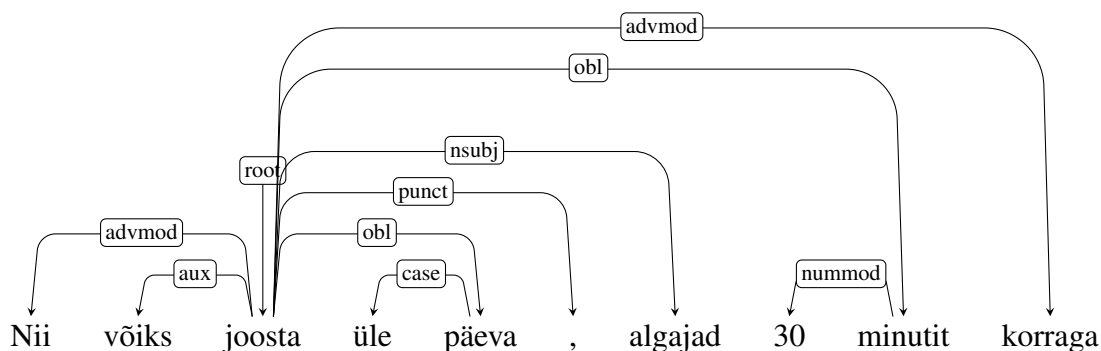 advmod
obl
nsubj
root
punct
advmod obl
aux case nummod
Nii võiks joosta üle päeva , algajad 30 minutit korraga